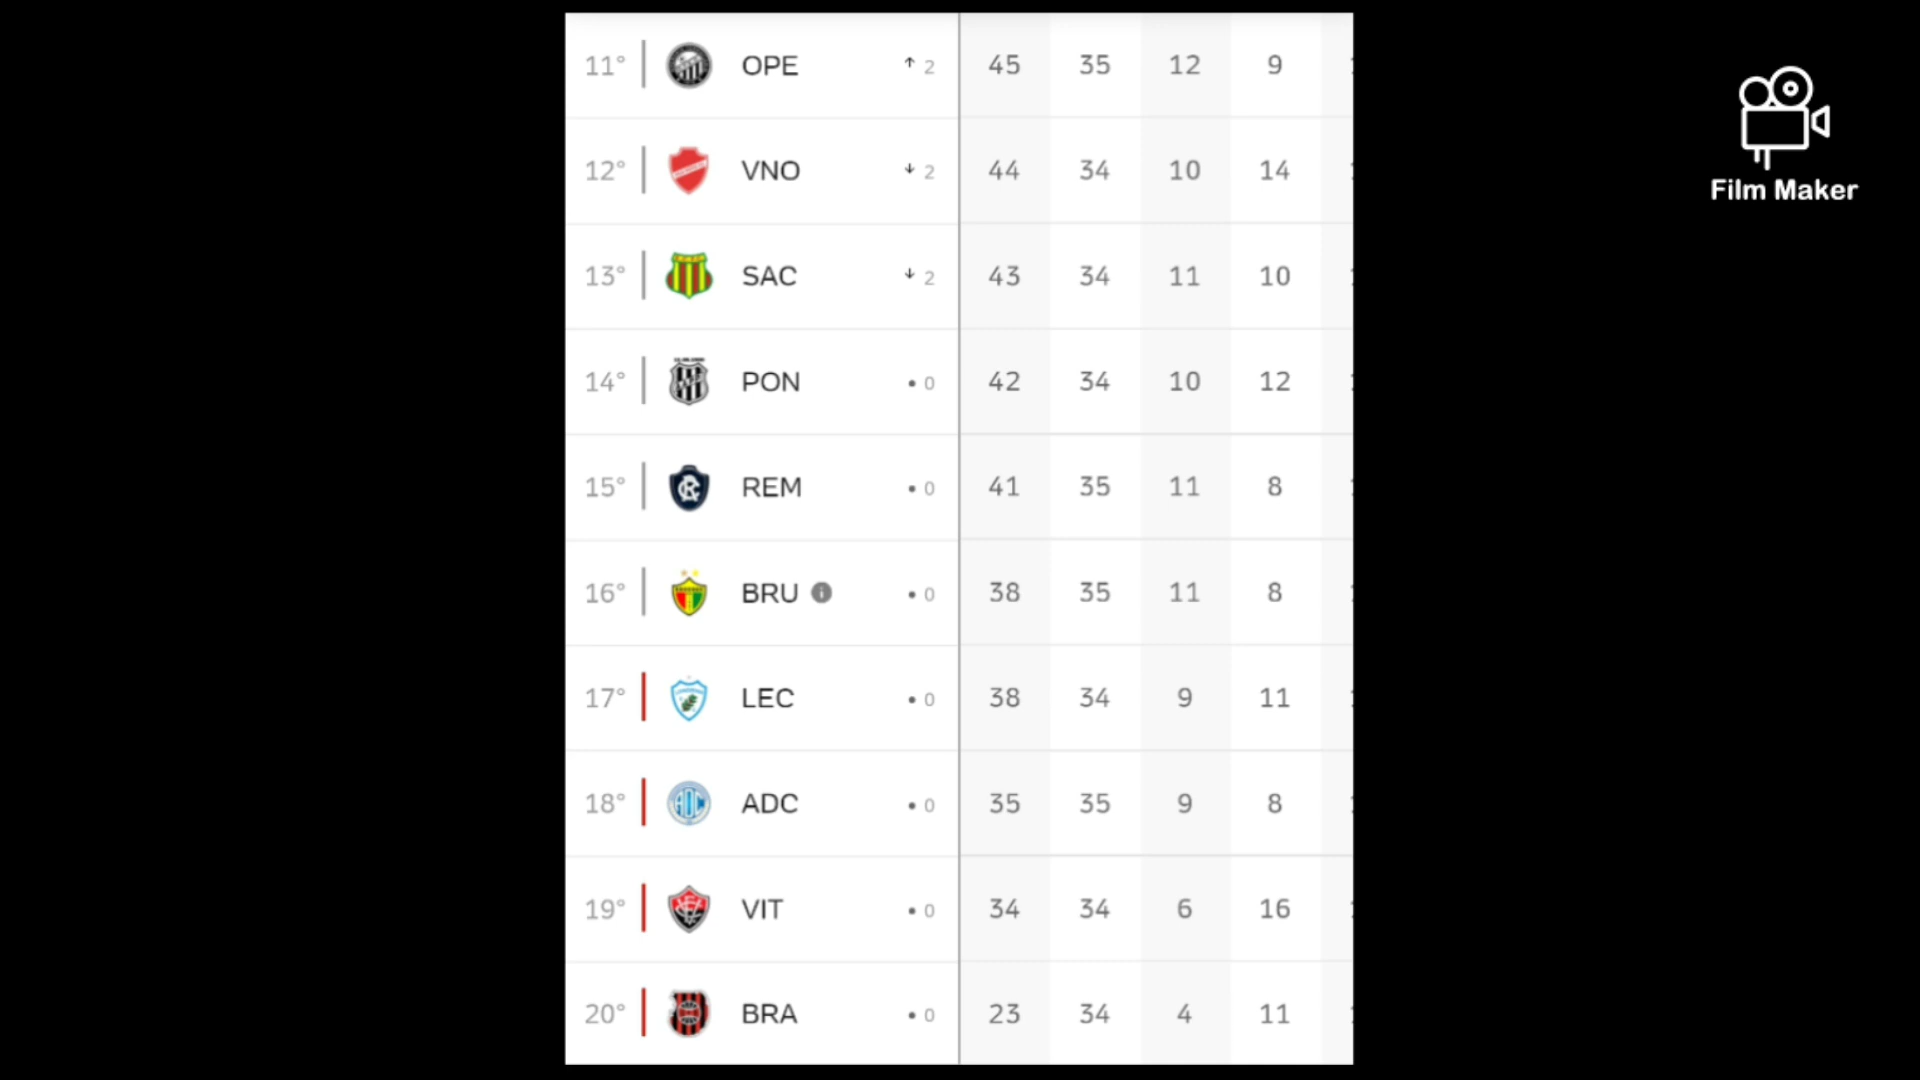 11° OPE ↑ 2 45 35 12 9
12° VNO ↓ 2 44 34 10 14
13° SAC ↓ 2 43 34 11 10
14° PON • 0 42 34 10 12
15° REM • 0 41 35 11 8
16° BRU • 0 38 35 11 8
17° LEC • 0 38 34 9 11
18° ADC • 0 35 35 9 8
19° VIT • 0 34 34 6 16
20° BRA • 0 23 34 4 11
Film Maker